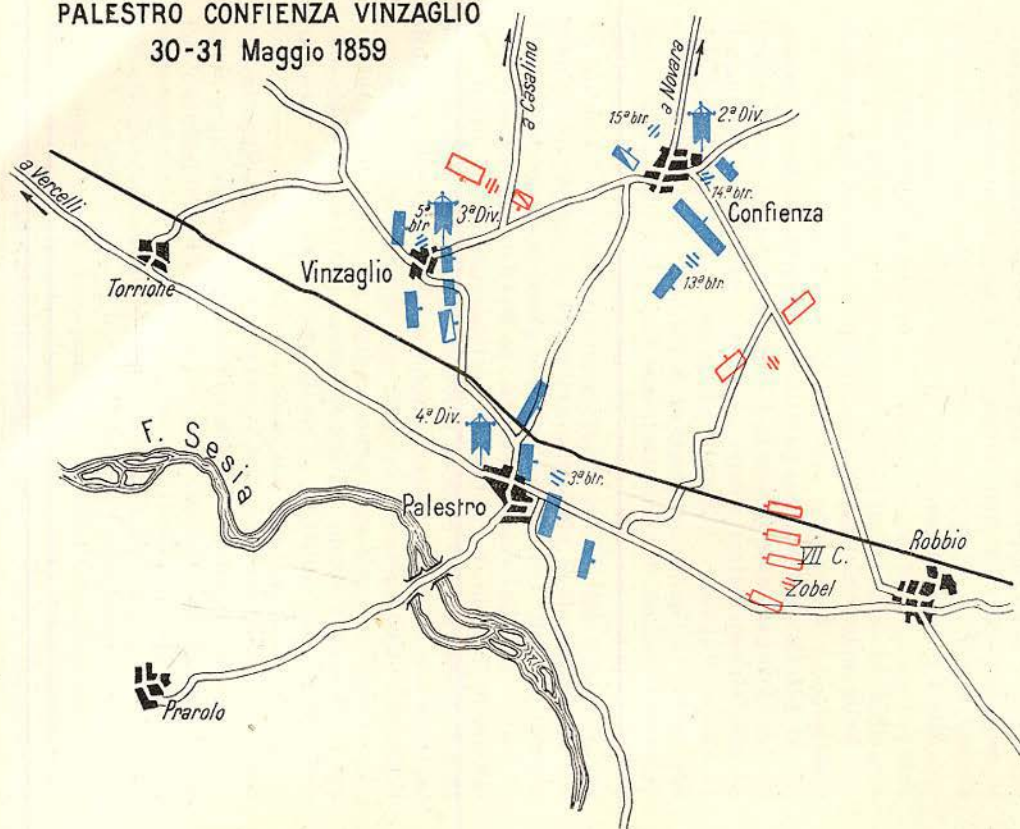 PALESTRO CONFIENZA VINZAGLIO
30-31 Maggio 1859
a Casalino
a Novara
15ª btr.
2ª Div.
a Vercelli
5ª
btr
3ª Div.
14ª btr.
Confienza
Vinzaglio
13ª btr.
Torrione
4ª Div.
F. Sesia
3ª btr.
Palestro
VII C.
Zobel
Robbio
Prarolo